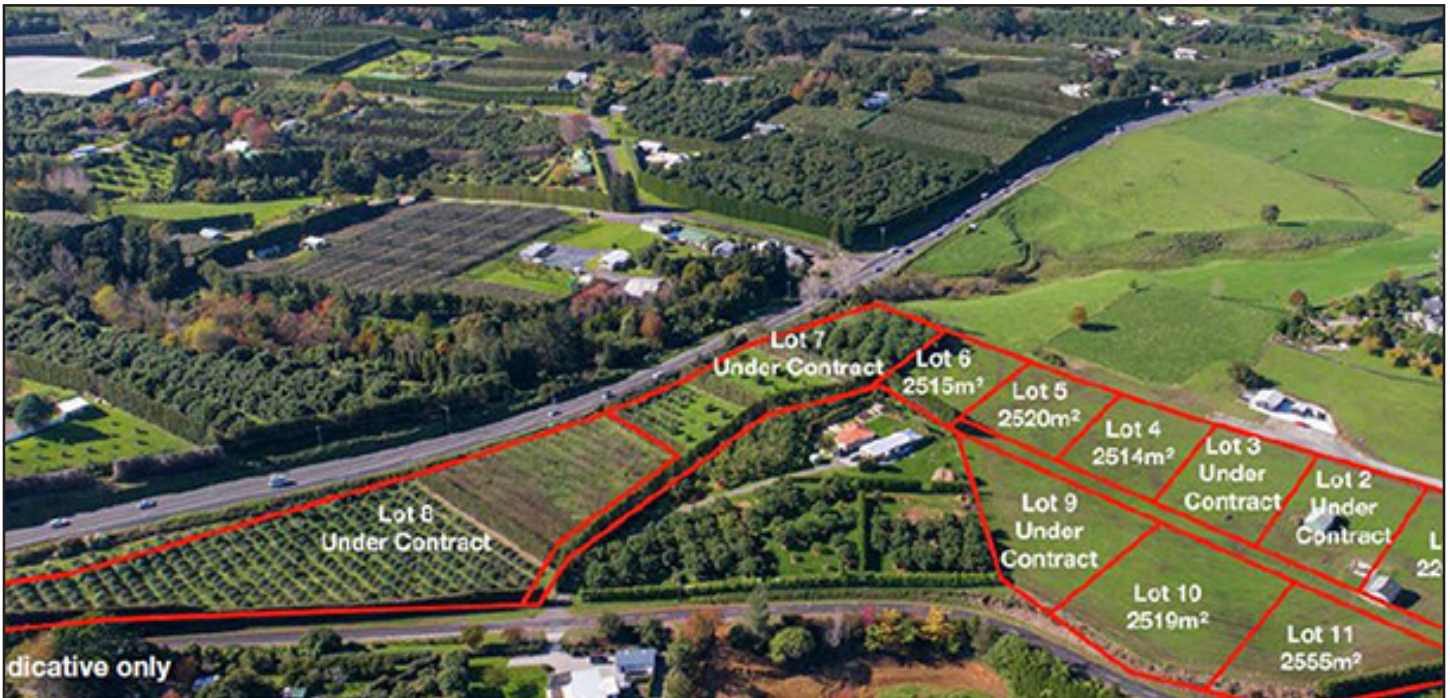 Lot 7
Under Contract
Lot 6
2515m²
Lot 5
2520m²
Lot 4
2514m²
Lot 3
Under
Contract
Lot 2
Under
Contract
L
22
Lot 8
Under Contract
Lot 9
Under
Contract
Lot 10
2519m²
Lot 11
2555m²
dicative only